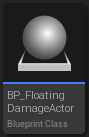 BP_Floating
DamageActor
Blueprint Class